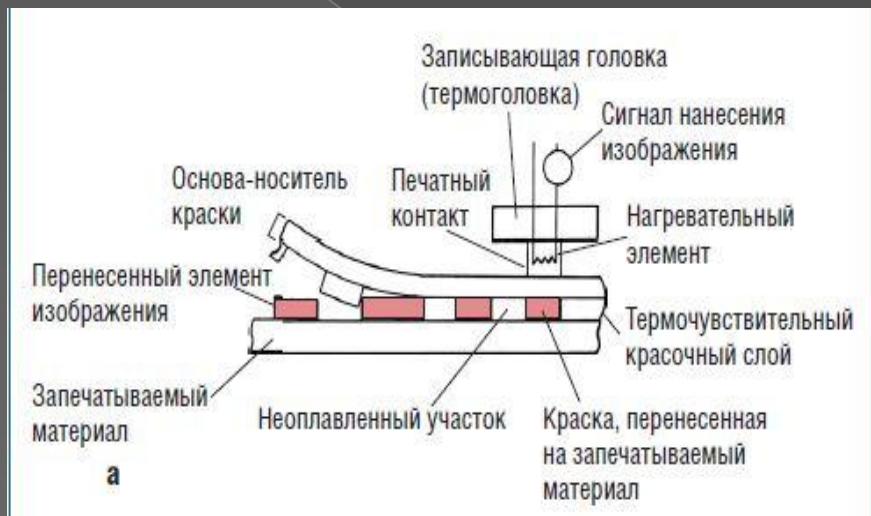 Записывающая головка
(термоголовка)
Сигнал нанесения
изображения
Основа-носитель
краски
Печатный
контакт
Нагревательный
элемент
Перенесенный элемент
изображения
Термочувствительный
красочный слой
Запечатываемый
материал
Неоплавленный участок
Краска, перенесенная
на запечатываемый
материал
а